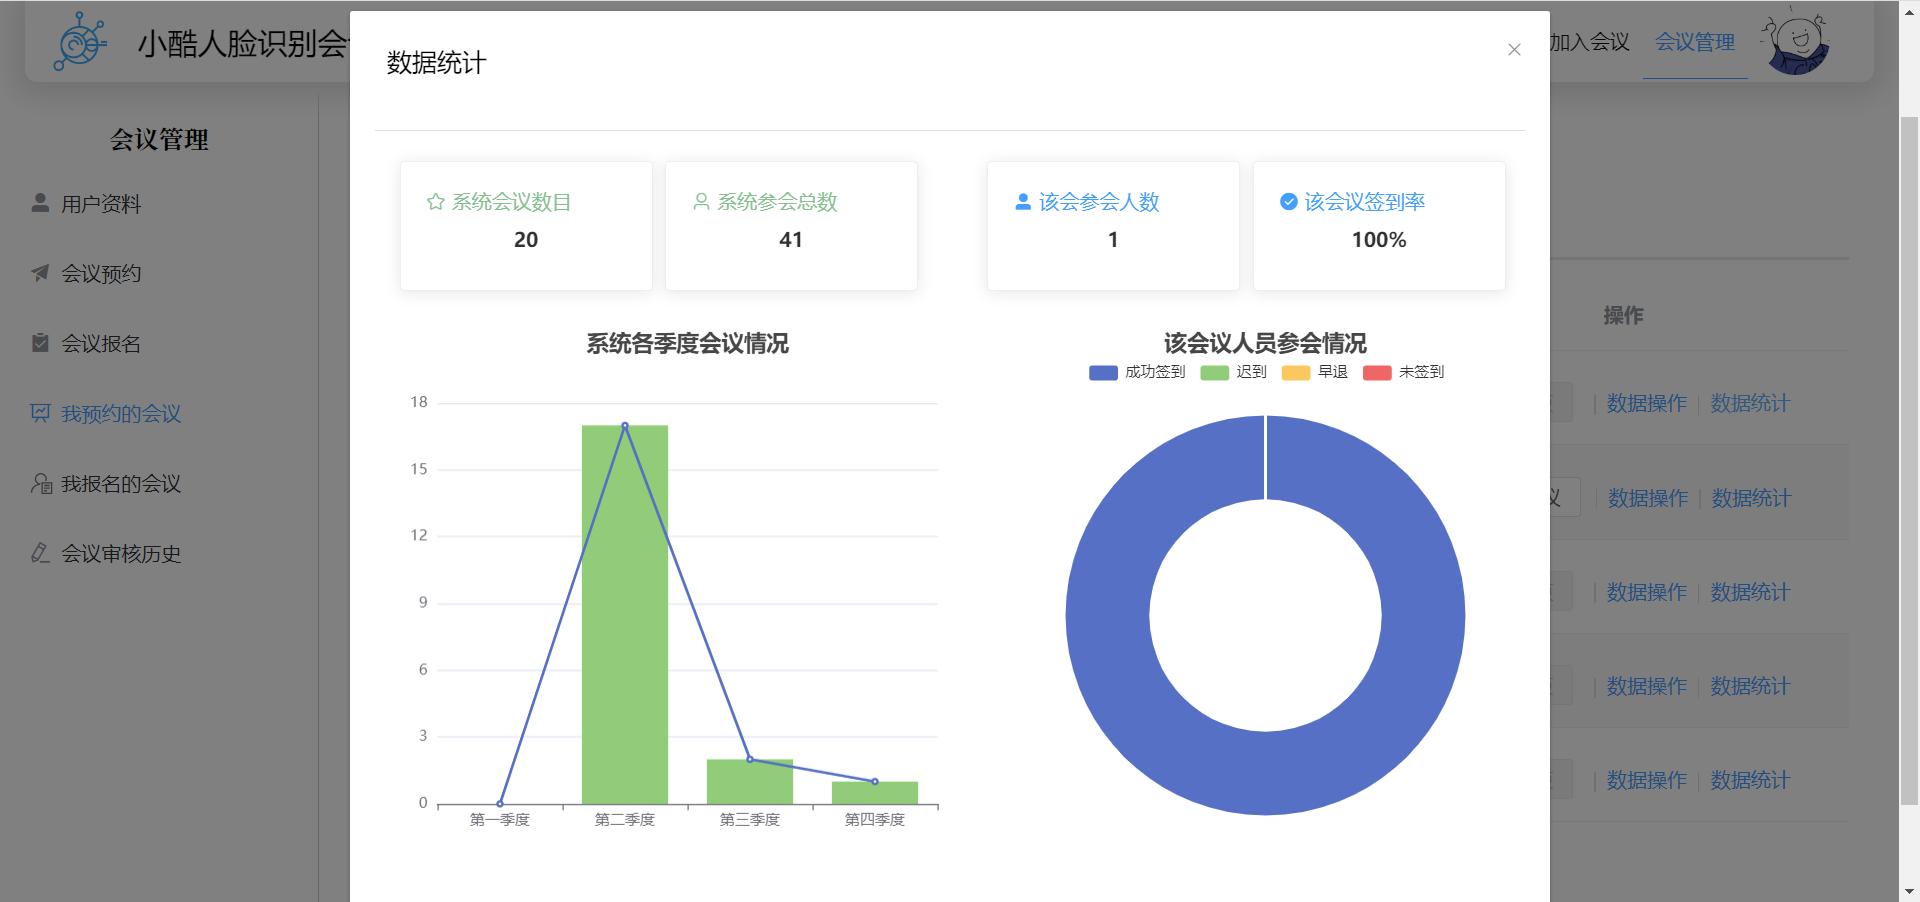 小酷人脸识别会
加入会议
会议管理
会议管理
用户资料
会议预约
会议报名
我预约的会议
我报名的会议
会议审核历史
数据统计
系统会议数目
20
系统参会总数
41
该会参会人数
1
该会议签到率
100%
系统各季度会议情况
18
15
12
9
6
3
0
第一季度
第二季度
第三季度
第四季度
该会议人员参会情况
成功签到 迟到 早退 未签到
操作
数据操作 | 数据统计
议 | 数据操作 | 数据统计
数据操作 | 数据统计
数据操作 | 数据统计
数据操作 | 数据统计